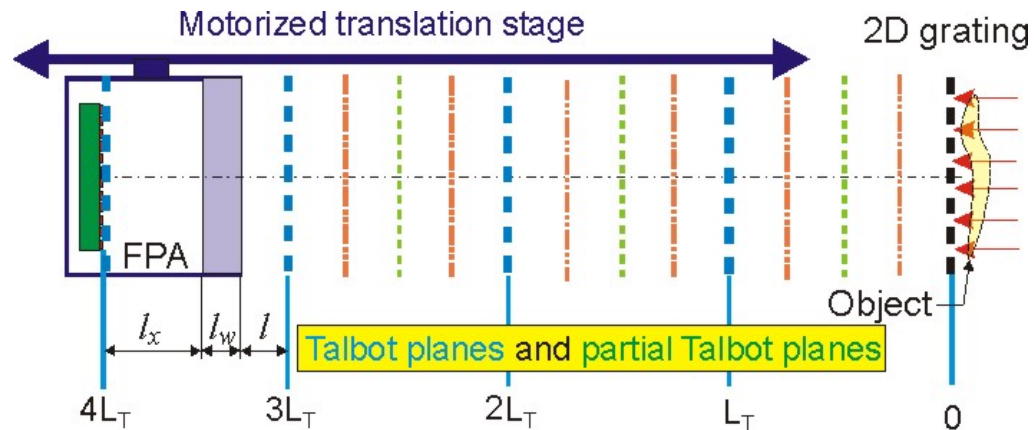 Motorized translation stage
2D grating
FPA
Object
lx
lw
l
Talbot planes and partial Talbot planes
4LT
3LT
2LT
LT
0